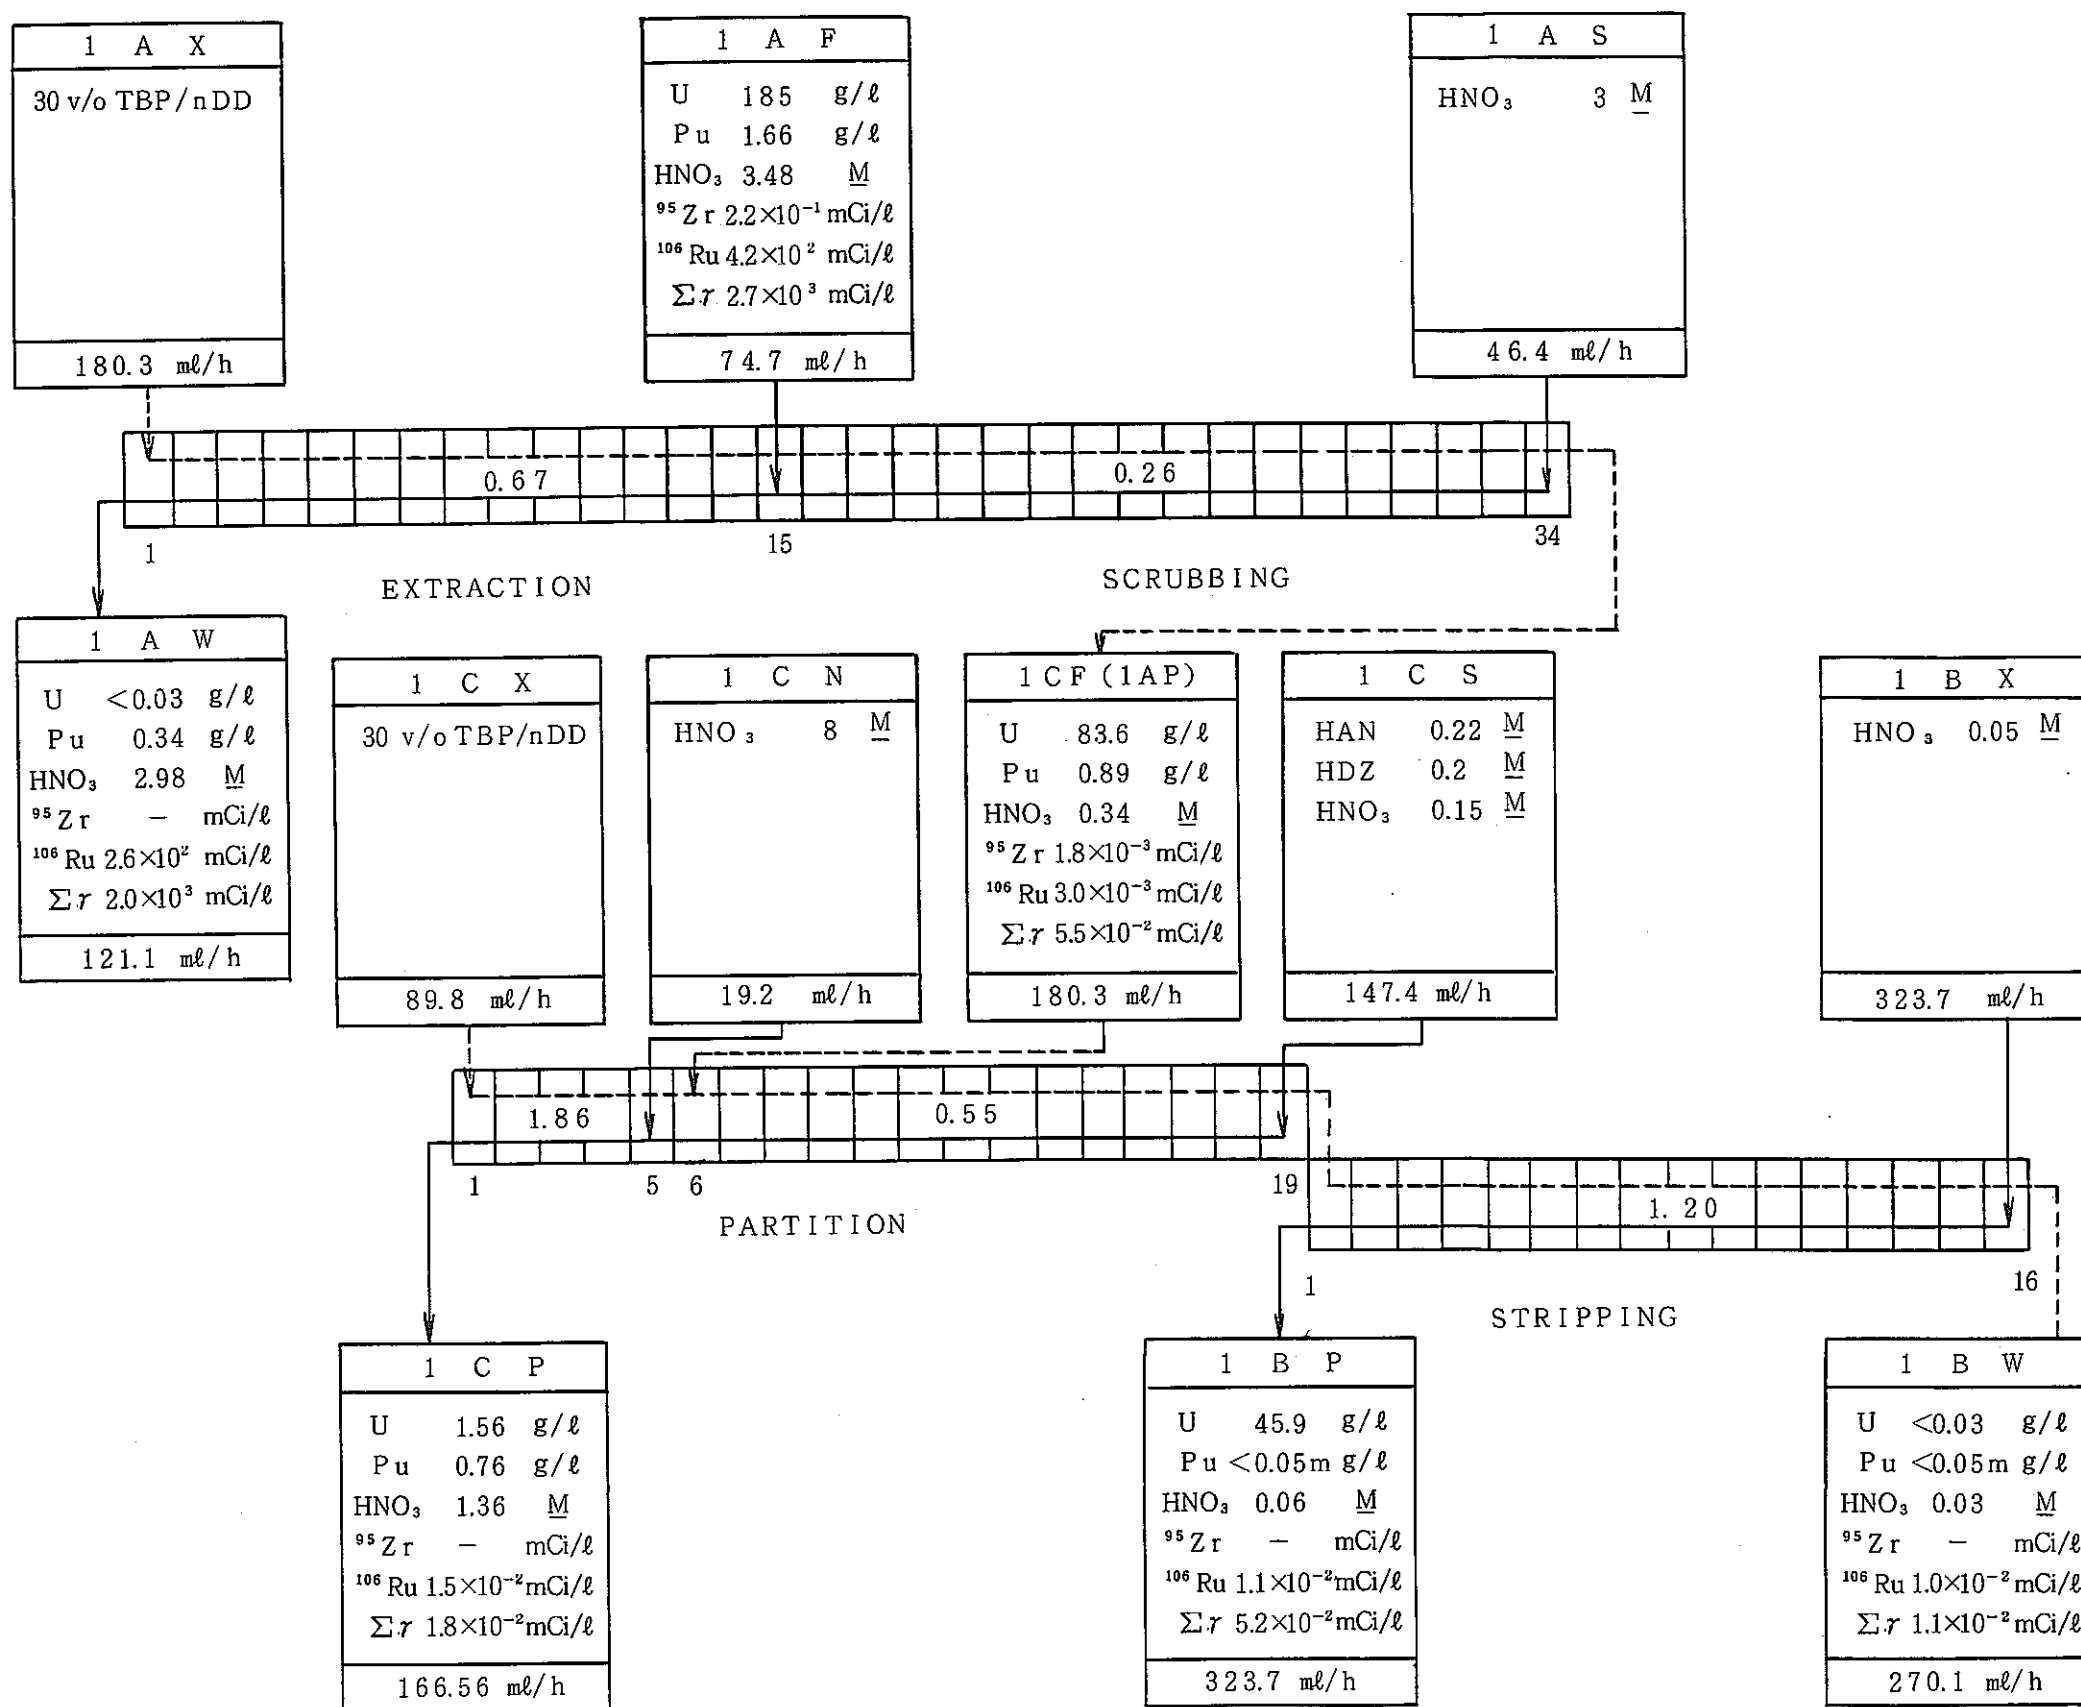 1 A X
30 v/o TBP/nDD
180.3 mℓ/h
1 A F
U 185 g/ℓ
Pu 1.66 g/ℓ
HNO₃ 3.48 M
⁹⁵Zr 2.2×10⁻¹ mCi/ℓ
¹⁰⁶Ru 4.2×10² mCi/ℓ
Σγ 2.7×10³ mCi/ℓ
74.7 mℓ/h
1 A S
HNO₃ 3 M
46.4 mℓ/h
0.67
0.26
1
15
34
EXTRACTION
SCRUBBING
1 A W
U <0.03 g/ℓ
Pu 0.34 g/ℓ
HNO₃ 2.98 M
⁹⁵Zr − mCi/ℓ
¹⁰⁶Ru 2.6×10² mCi/ℓ
Σγ 2.0×10³ mCi/ℓ
121.1 mℓ/h
1 C X
30 v/o TBP/nDD
89.8 mℓ/h
1 C N
HNO₃ 8 M
19.2 mℓ/h
1 CF (1AP)
U 83.6 g/ℓ
Pu 0.89 g/ℓ
HNO₃ 0.34 M
⁹⁵Zr 1.8×10⁻³ mCi/ℓ
¹⁰⁶Ru 3.0×10⁻³ mCi/ℓ
Σγ 5.5×10⁻² mCi/ℓ
180.3 mℓ/h
1 C S
HAN 0.22 M
HDZ 0.2 M
HNO₃ 0.15 M
147.4 mℓ/h
1 B X
HNO₃ 0.05 M
323.7 mℓ/h
1.86
0.55
1
5
6
19
PARTITION
1.20
1
16
STRIPPING
1 C P
U 1.56 g/ℓ
Pu 0.76 g/ℓ
HNO₃ 1.36 M
⁹⁵Zr − mCi/ℓ
¹⁰⁶Ru 1.5×10⁻² mCi/ℓ
Σγ 1.8×10⁻² mCi/ℓ
166.56 mℓ/h
1 B P
U 45.9 g/ℓ
Pu <0.05m g/ℓ
HNO₃ 0.06 M
⁹⁵Zr − mCi/ℓ
¹⁰⁶Ru 1.1×10⁻² mCi/ℓ
Σγ 5.2×10⁻² mCi/ℓ
323.7 mℓ/h
1 B W
U <0.03 g/ℓ
Pu <0.05m g/ℓ
HNO₃ 0.03 M
⁹⁵Zr − mCi/ℓ
¹⁰⁶Ru 1.0×10⁻² mCi/ℓ
Σγ 1.1×10⁻² mCi/ℓ
270.1 mℓ/h